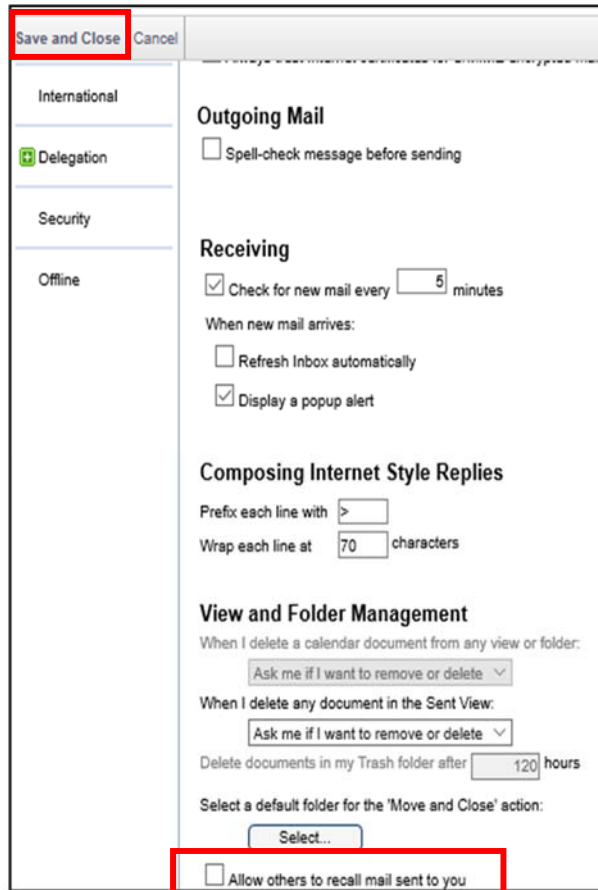 Save and Close Cancel
International
Delegation
Security
Offline
Outgoing Mail
Spell-check message before sending
Receiving
Check for new mail every 5 minutes
When new mail arrives:
Refresh Inbox automatically
Display a popup alert
Composing Internet Style Replies
Prefix each line with >
Wrap each line at 70 characters
View and Folder Management
When I delete a calendar document from any view or folder:
Ask me if I want to remove or delete
When I delete any document in the Sent View:
Ask me if I want to remove or delete
Delete documents in my Trash folder after 120 hours
Select a default folder for the 'Move and Close' action:
Select...
Allow others to recall mail sent to you